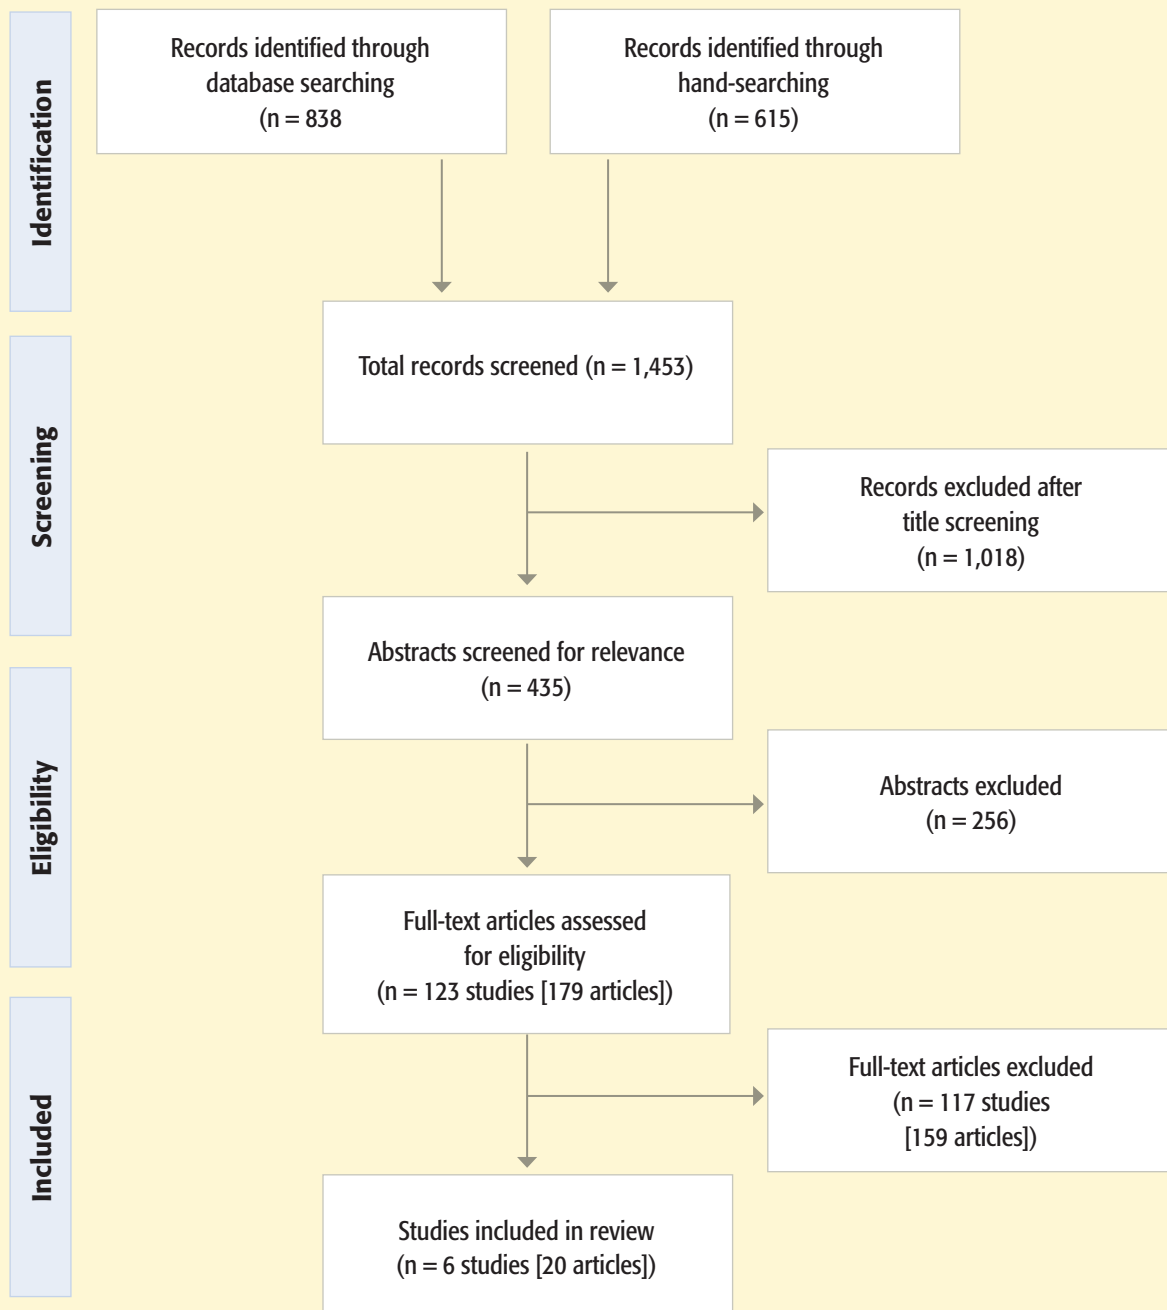 Identification
Records identified through
database searching
(n = 838
Records identified through
hand-searching
(n = 615)
Screening
Total records screened (n = 1,453)
Records excluded after
title screening
(n = 1,018)
Abstracts screened for relevance
(n = 435)
Eligibility
Abstracts excluded
(n = 256)
Full-text articles assessed
for eligibility
(n = 123 studies [179 articles])
Included
Full-text articles excluded
(n = 117 studies
[159 articles])
Studies included in review
(n = 6 studies [20 articles])